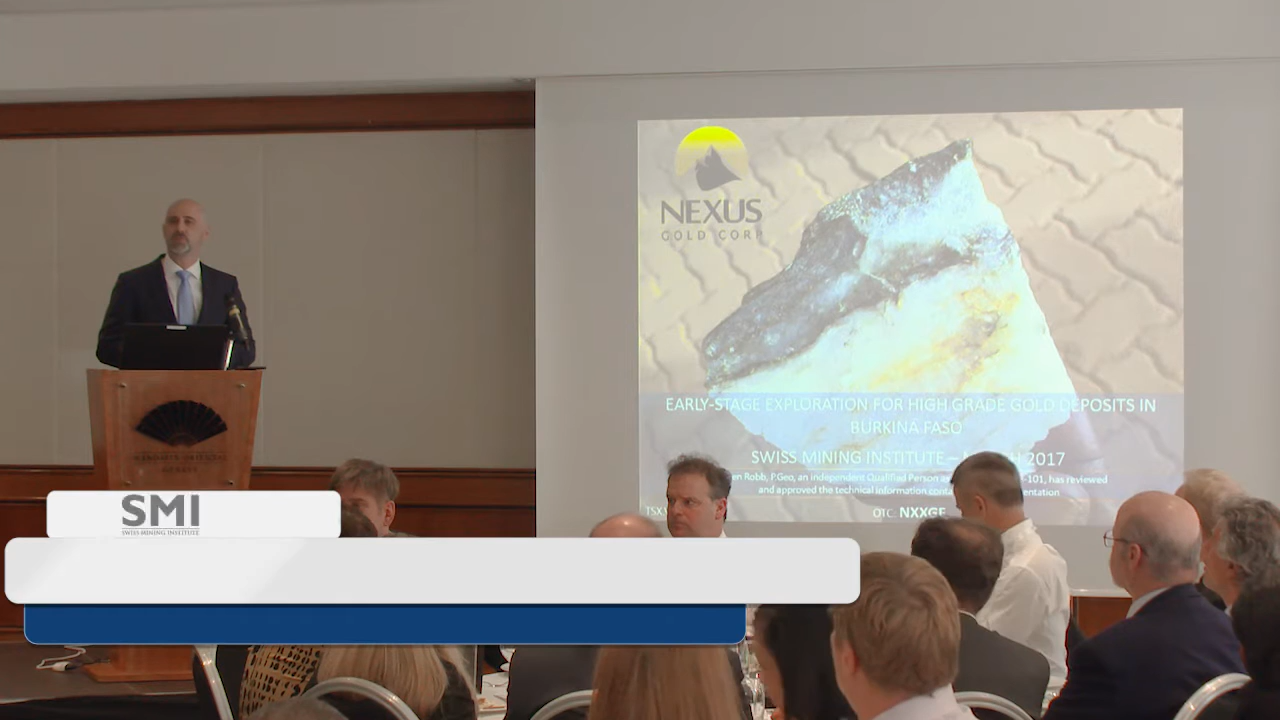 NEXUS
GOLD CORP
EARLY-STAGE EXPLORATION FOR HIGH GRADE GOLD DEPOSITS IN
BURKINA FASO
SWISS MINING INSTITUTE – 2017
Robb, P.Geo, an independent Qualified Person -101, has reviewed
and approved the technical information
TSX
OTC: NXXGF
SMI
SWISS MINING INSTITUTE